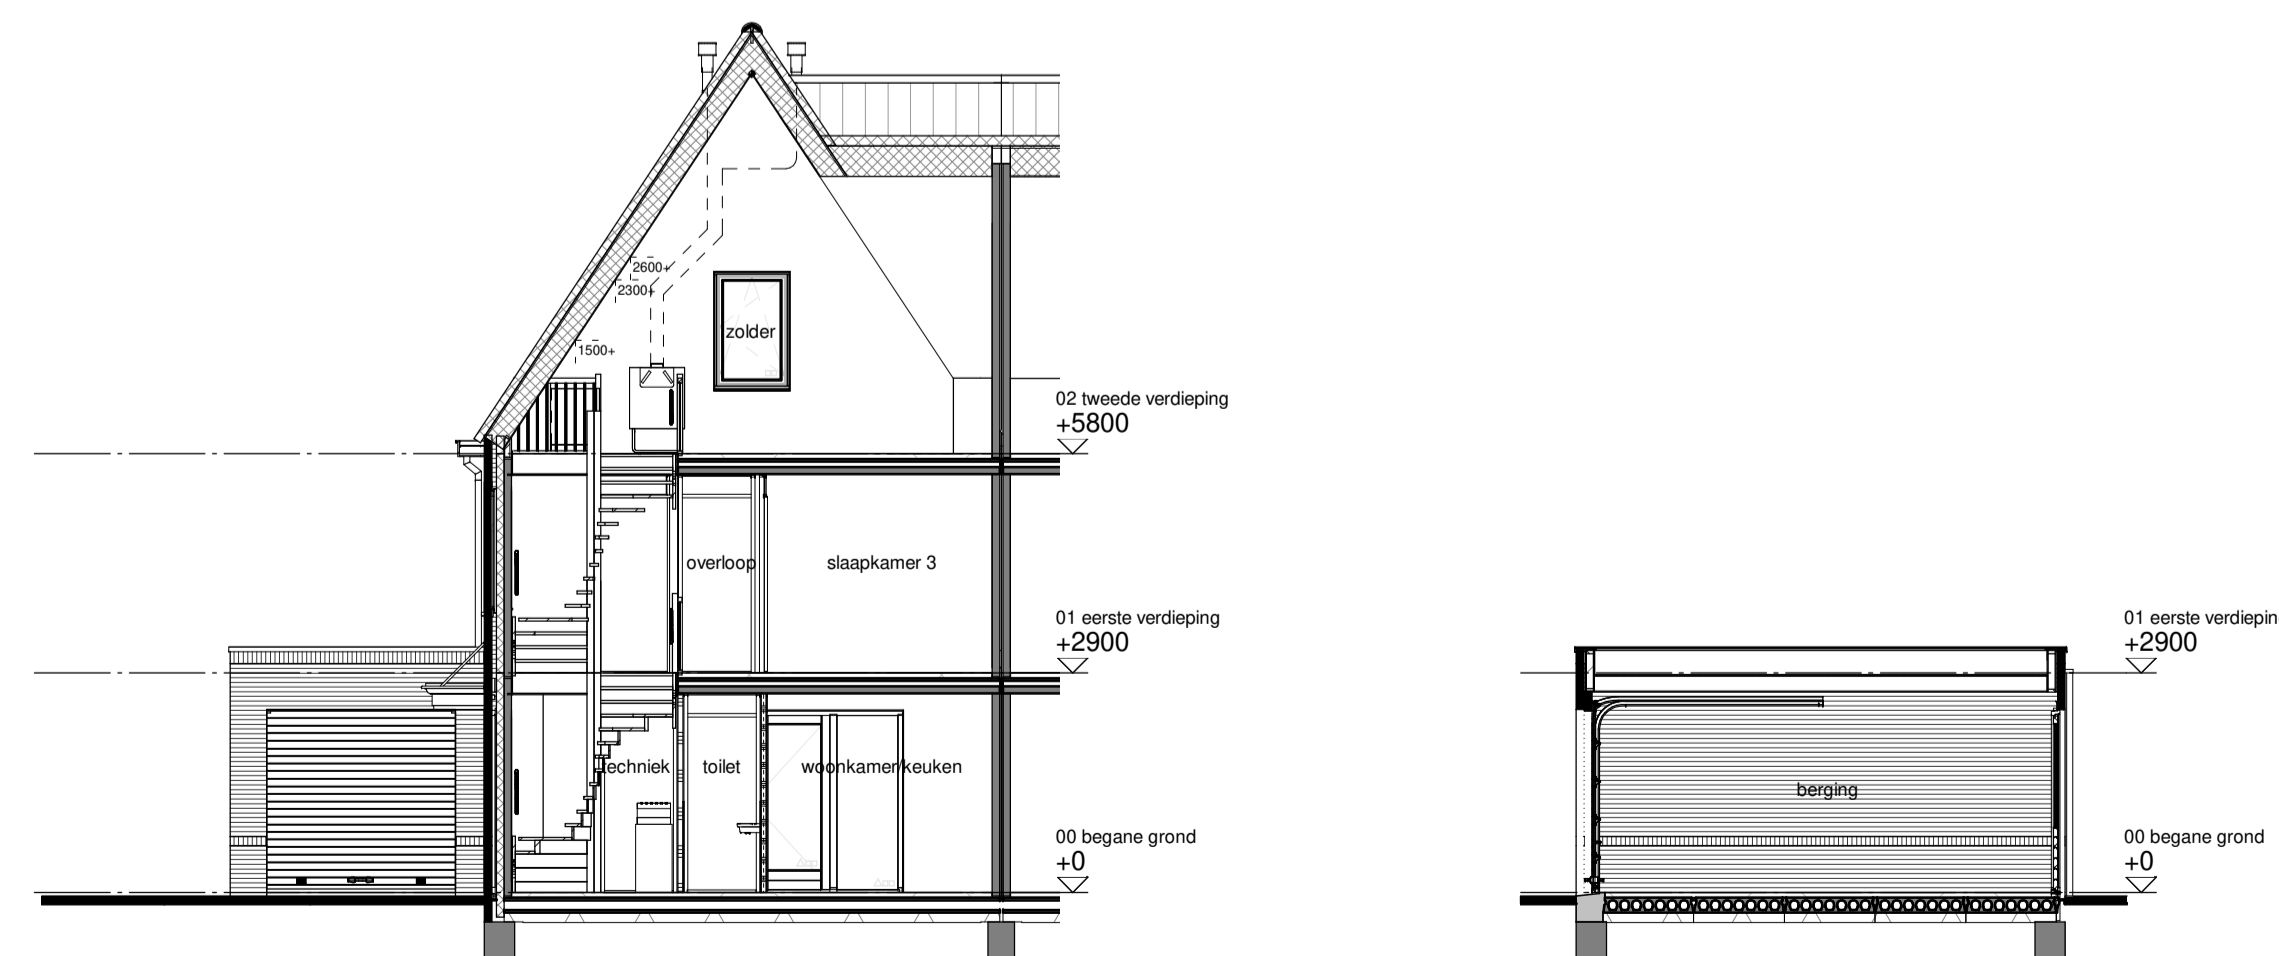 2600+
2300+
1500+
zolder
02 tweede verdieping
+5800
overloop
slaapkamer 3
01 eerste verdieping
+2900
01 eerste verdiepin
+2900
techniek
toilet
woonkamer/keuken
berging
00 begane grond
+0
00 begane grond
+0